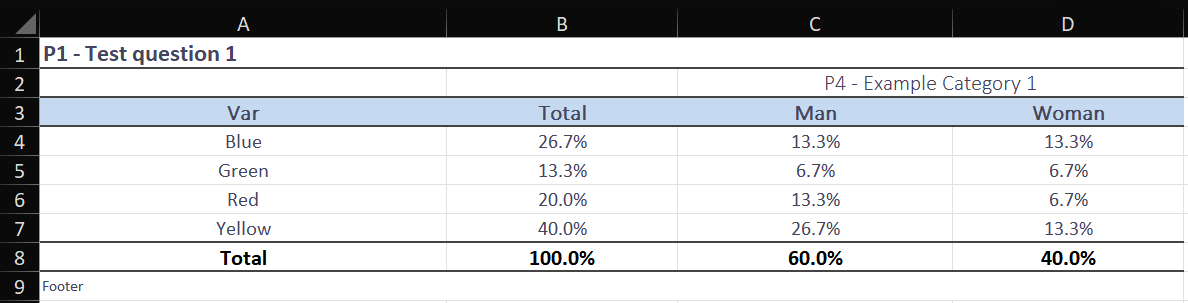 A B C D
1 P1 - Test question 1
2 P4 - Example Category 1
3 Var Total Man Woman
4 Blue 26.7% 13.3% 13.3%
5 Green 13.3% 6.7% 6.7%
6 Red 20.0% 13.3% 6.7%
7 Yellow 40.0% 26.7% 13.3%
8 Total 100.0% 60.0% 40.0%
9 Footer